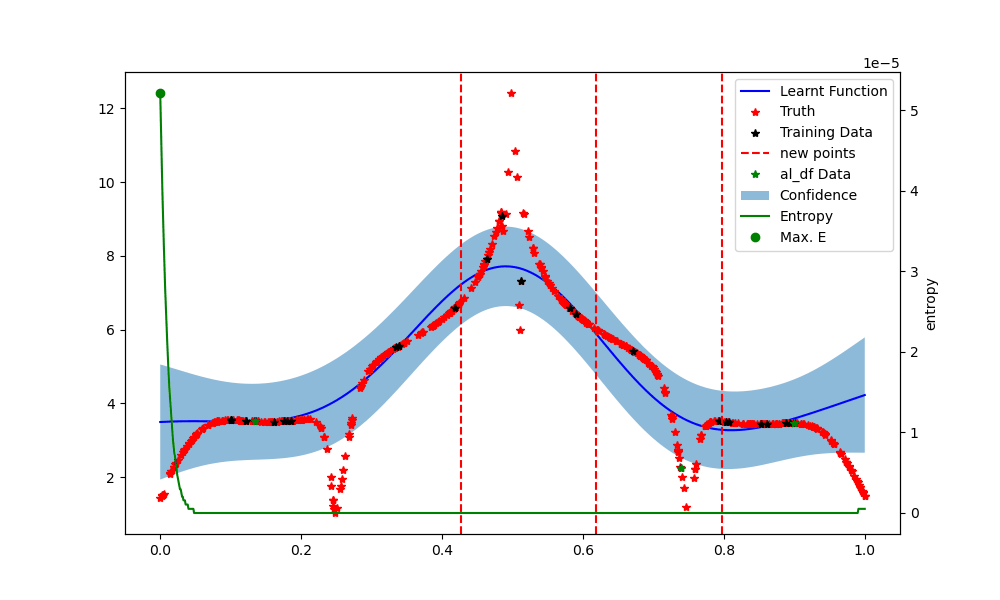 1e−5
12
10
8
6
4
2
5
4
3
2
1
0
entropy
0.0 0.2 0.4 0.6 0.8 1.0
Learnt Function
Truth
Training Data
new points
al_df Data
Confidence
Entropy
Max. E